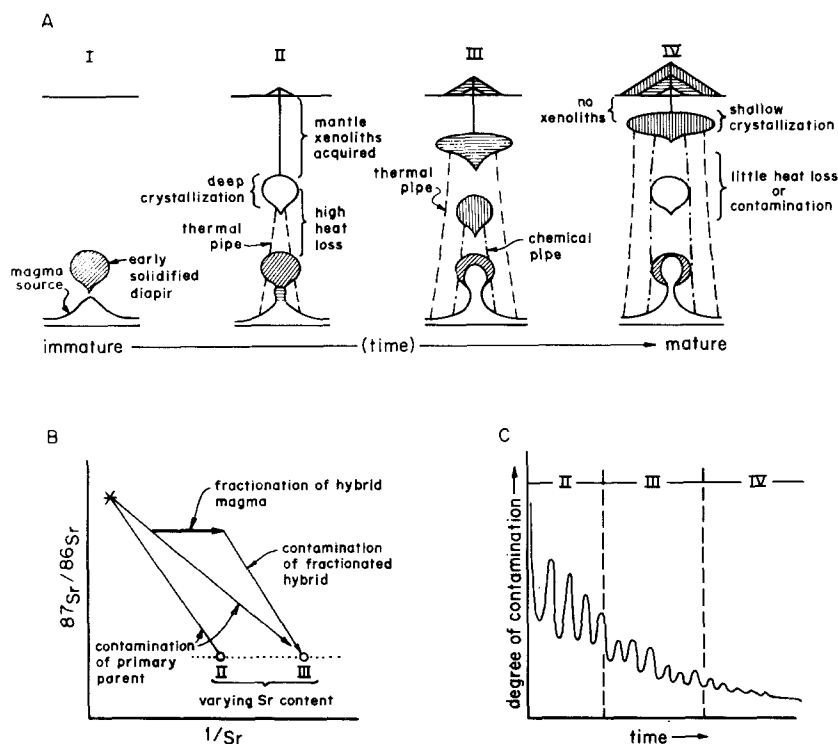 A
I
II
III
IV
mantle
xenoliths
acquired
deep
crystallization
high
heat
loss
thermal
pipe
magma
source
early
solidified
diapir
thermal
pipe
chemical
pipe
no
xenoliths
shallow
crystallization
little heat loss
or
contamination
immature
(time)
mature
B
87Sr/86Sr
fractionation of hybrid
magma
contamination
of fractionated
hybrid
contamination
of primary
parent
II
III
varying Sr content
1/Sr
C
degree of contamination
II
III
IV
time